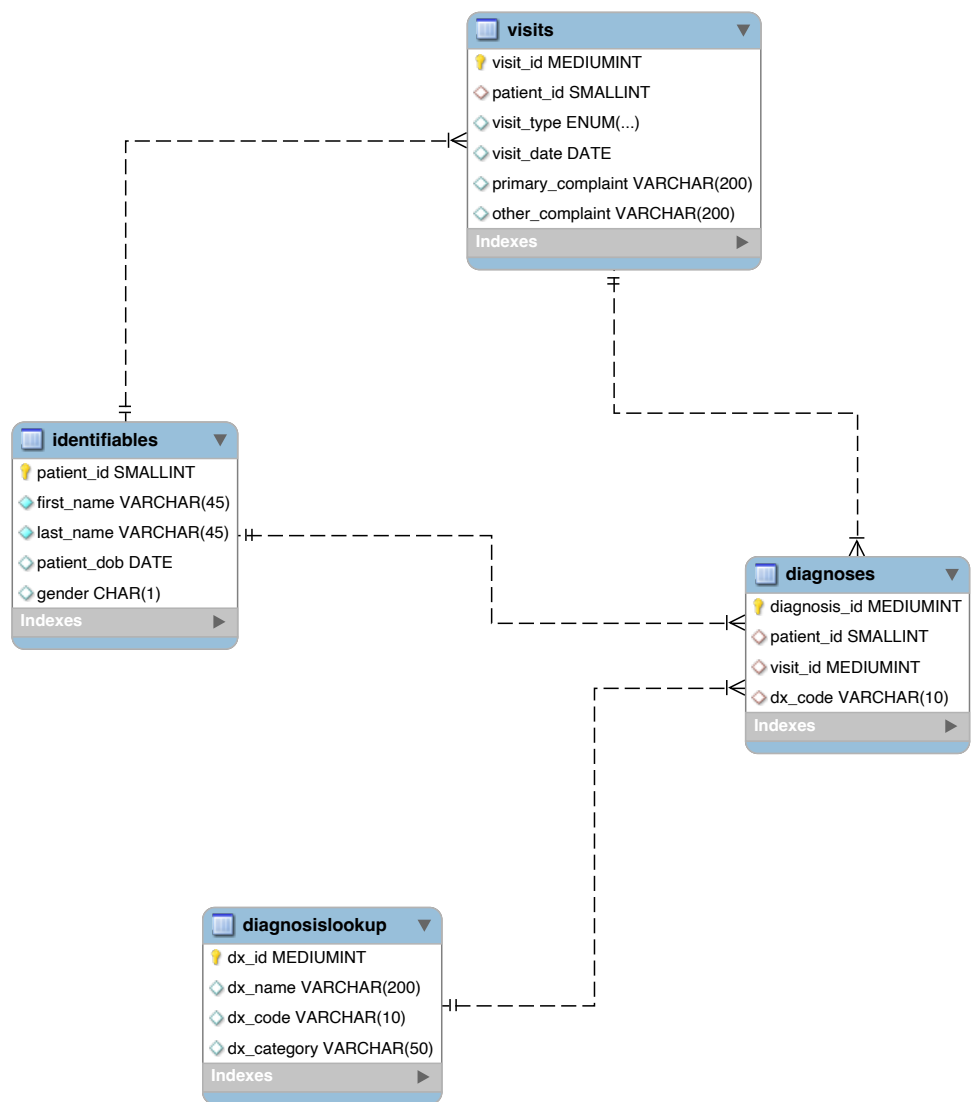 visits
visit_id MEDIUMINT
patient_id SMALLINT
visit_type ENUM(...)
visit_date DATE
primary_complaint VARCHAR(200)
other_complaint VARCHAR(200)
Indexes
identifiables
patient_id SMALLINT
first_name VARCHAR(45)
last_name VARCHAR(45)
patient_dob DATE
gender CHAR(1)
Indexes
diagnoses
diagnosis_id MEDIUMINT
patient_id SMALLINT
visit_id MEDIUMINT
dx_code VARCHAR(10)
Indexes
diagnosislookup
dx_id MEDIUMINT
dx_name VARCHAR(200)
dx_code VARCHAR(10)
dx_category VARCHAR(50)
Indexes